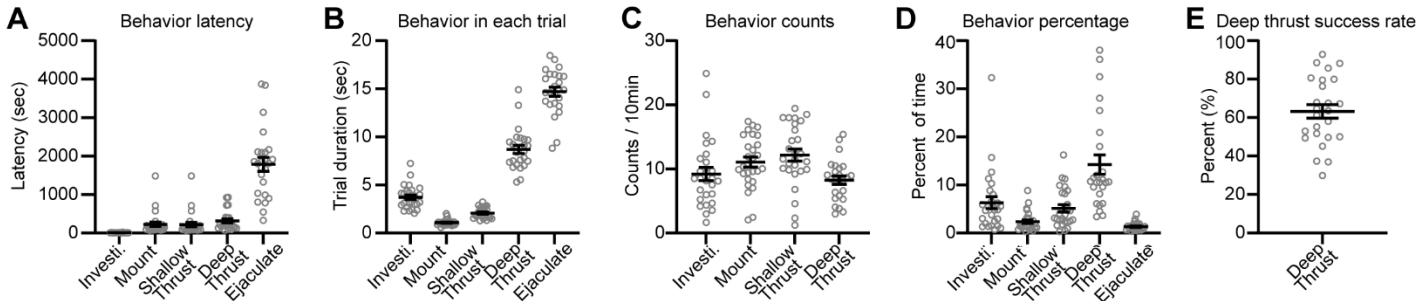 A Behavior latency
Latency (sec)
5000
4000
3000
2000
1000
0
Investi.
Mount
Shallow
Thrust
Deep
Thrust
Ejaculate
B Behavior in each trial
Trial duration (sec)
20
15
10
5
0
Investi.
Mount
Shallow
Thrust
Deep
Thrust
Ejaculate
C Behavior counts
Counts / 10min
30
20
10
0
Investi.
Mount
Shallow
Thrust
Deep
Thrust
D Behavior percentage
Percent of time
40
30
20
10
0
Investi.
Mount
Shallow
Thrust
Deep
Thrust
Ejaculate
E Deep thrust success rate
Percent (%)
100
80
60
40
20
0
Deep
Thrust